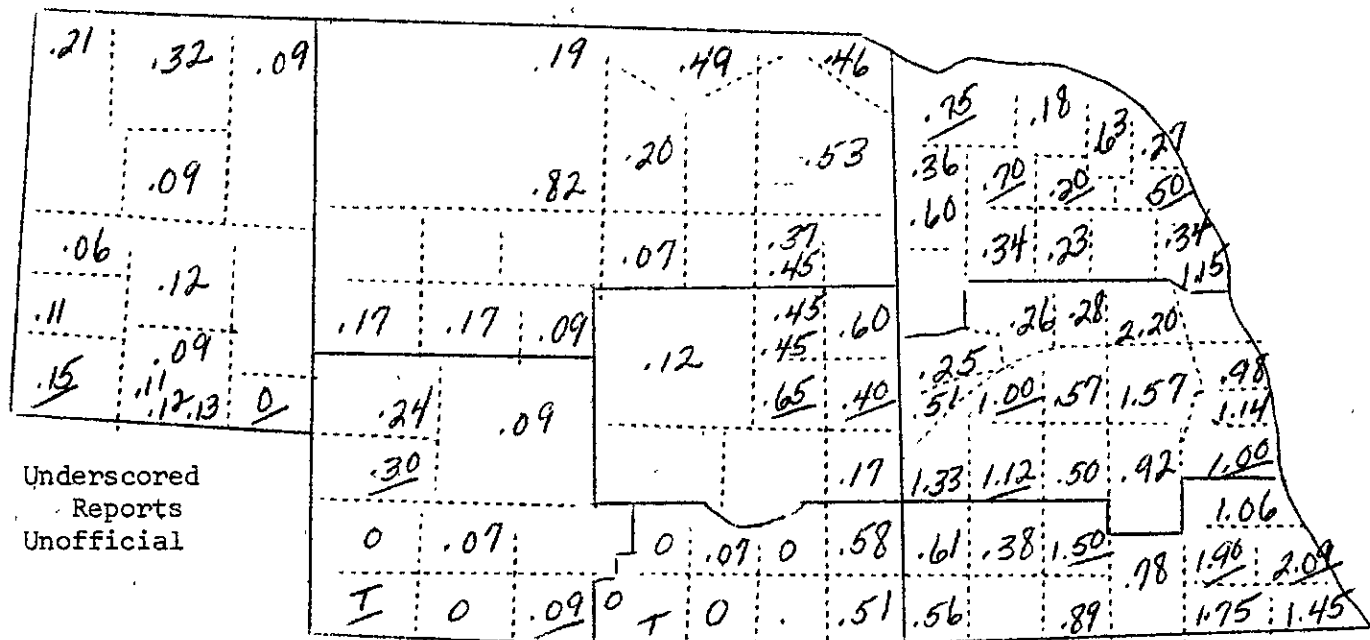 .21 .32 .09 .19 .49 .46
.75 .18 .63 .27
.09 .82 .20 .53 .36 .70 .20 .50
.60
.06 .12 .07 .37 .34 .23 .34
.45 1.15
.11 .17 .17 .09 .45 .60 .26 .28 2.20
.09 .12 .45 .25
.15 .11 .65 .40 .51 1.00 .57 1.57 .98
.12 .13 0 .24 .09 1.14
.30 .17 1.33 1.12 .50 .92 1.00
Underscored
Reports
Unofficial
1.06
0 .07 0 .07 0 .58 .61 .38 1.50 .78 1.96 2.09
T 0 .09 0 T 0 . .51 .56 .89 1.75 1.45